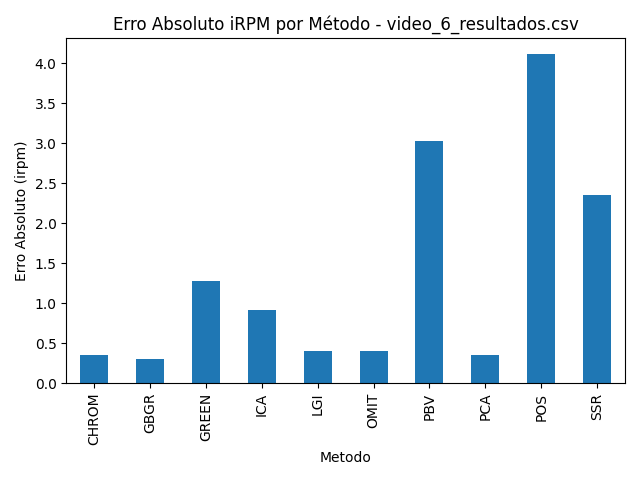 Erro Absoluto iRPM por Método - video_6_resultados.csv
Erro Absoluto (irpm)
4.0
3.5
3.0
2.5
2.0
1.5
1.0
0.5
0.0
CHROM
GBGR
GREEN
ICA
LGI
OMIT
PBV
PCA
POS
SSR
Metodo